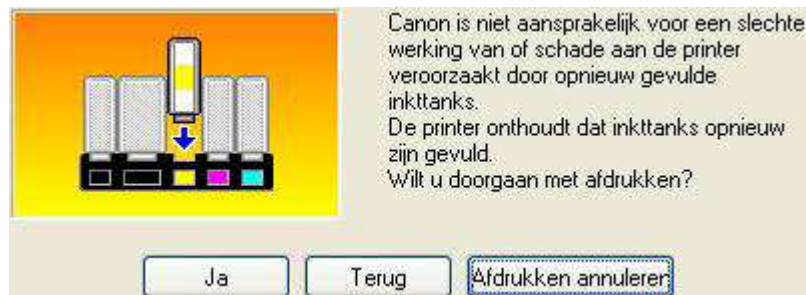 Canon is niet aansprakelijk voor een slechte
werking van of schade aan de printer
veroorzaakt door opnieuw gevulde
inkttanks.
De printer onthoudt dat inkttanks opnieuw
zijn gevuld.
Wilt u doorgaan met afdrukken?
Ja
Terug
Afdrukken annuleren